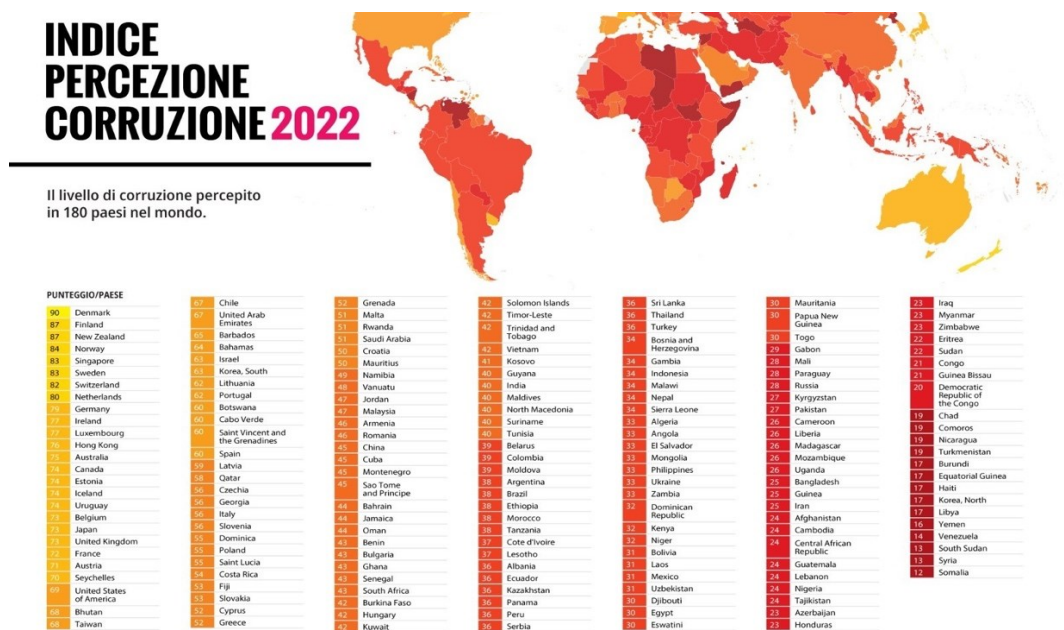 INDICE
PERCEZIONE
CORRUZIONE 2022
Il livello di corruzione percepito
in 180 paesi nel mondo.
PUNTEGGIO/PAESE
90 Denmark
87 Finland
87 New Zealand
84 Norway
83 Singapore
83 Sweden
82 Switzerland
80 Netherlands
79 Germany
77 Ireland
77 Luxembourg
76 Hong Kong
75 Australia
74 Canada
74 Estonia
74 Iceland
74 Uruguay
73 Belgium
73 Japan
73 United Kingdom
72 France
71 Austria
70 Seychelles
69 United States
of America
68 Bhutan
68 Taiwan
67 Chile
67 United Arab
Emirates
65 Barbados
64 Bahamas
63 Israel
63 Korea, South
62 Lithuania
62 Portugal
60 Botswana
60 Cabo Verde
60 Saint Vincent and
the Grenadines
60 Spain
59 Latvia
58 Qatar
56 Czechia
56 Georgia
56 Italy
56 Slovenia
55 Dominica
55 Poland
55 Saint Lucia
54 Costa Rica
53 Fiji
53 Slovakia
52 Cyprus
52 Greece
52 Grenada
51 Malta
51 Rwanda
51 Saudi Arabia
50 Croatia
50 Mauritius
49 Namibia
48 Vanuatu
47 Jordan
47 Malaysia
46 Armenia
46 Romania
45 China
45 Cuba
45 Montenegro
45 Sao Tome
and Principe
44 Bahrain
44 Jamaica
44 Oman
43 Benin
43 Bulgaria
43 Ghana
43 Senegal
43 South Africa
42 Burkina Faso
42 Hungary
42 Kuwait
42 Solomon Islands
42 Timor-Leste
42 Trinidad and
Tobago
42 Vietnam
41 Kosovo
40 Guyana
40 India
40 Maldives
40 North Macedonia
40 Suriname
40 Tunisia
39 Belarus
39 Colombia
39 Moldova
38 Argentina
38 Brazil
38 Ethiopia
38 Morocco
38 Tanzania
37 Cote d'Ivoire
37 Lesotho
36 Albania
36 Ecuador
36 Kazakhstan
36 Panama
36 Peru
36 Serbia
36 Sri Lanka
36 Thailand
36 Turkey
34 Bosnia and
Herzegovina
34 Gambia
34 Indonesia
34 Malawi
34 Nepal
34 Sierra Leone
33 Algeria
33 Angola
33 El Salvador
33 Mongolia
33 Philippines
33 Ukraine
33 Zambia
32 Dominican
Republic
32 Kenya
32 Niger
31 Bolivia
31 Laos
31 Mexico
31 Uzbekistan
30 Djibouti
30 Egypt
30 Eswatini
30 Mauritania
30 Papua New
Guinea
30 Togo
29 Gabon
28 Mali
28 Paraguay
28 Russia
27 Kyrgyzstan
27 Pakistan
26 Cameroon
26 Liberia
26 Madagascar
26 Mozambique
26 Uganda
25 Bangladesh
25 Guinea
25 Iran
24 Afghanistan
24 Cambodia
24 Central African
Republic
24 Guatemala
24 Lebanon
24 Nigeria
24 Tajikistan
23 Azerbaijan
23 Honduras
23 Iraq
23 Myanmar
23 Zimbabwe
22 Eritrea
22 Sudan
21 Congo
21 Guinea Bissau
20 Democratic
Republic of
the Congo
19 Chad
19 Comoros
19 Nicaragua
19 Turkmenistan
17 Burundi
17 Equatorial Guinea
17 Haiti
17 Korea, North
17 Libya
16 Yemen
14 Venezuela
13 South Sudan
13 Syria
12 Somalia